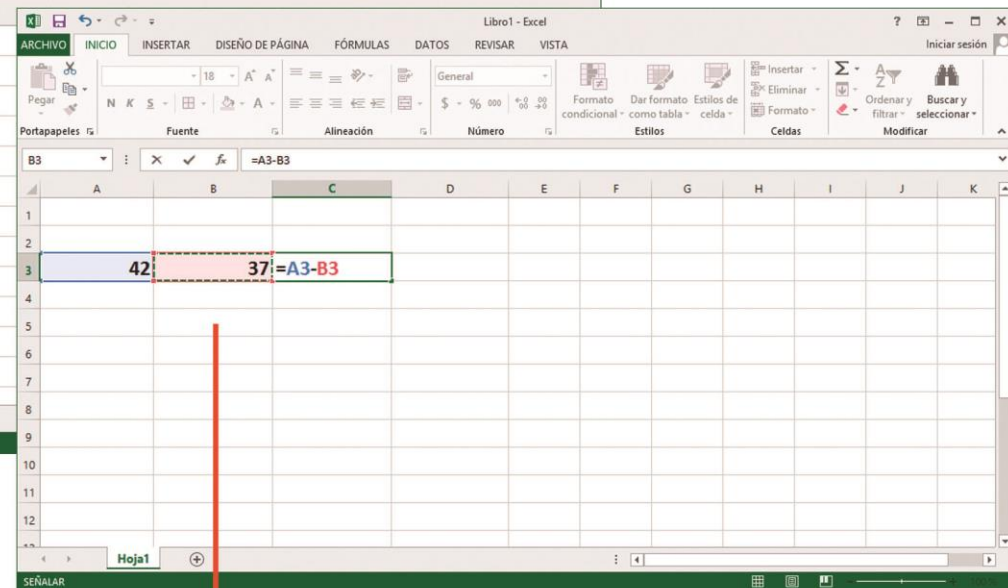 Libro1 - Excel
ARCHIVO INICIO INSERTAR DISEÑO DE PÁGINA FÓRMULAS DATOS REVISAR VISTA Iniciar sesión
Pegar
N K S
18
General
$ - % 000
Formato condicional
Dar formato como tabla
Estilos de celda
Insertar
Eliminar
Formato
Ordenar y filtrar
Buscar y seleccionar
Portapapeles Fuente Alineación Número Estilos Celdas Modificar
B3 fx =A3-B3
A B C D E F G H I J K
1
2
3 42 37 =A3-B3
4
5
6
7
8
9
10
11
12
Hoja1
SEÑALAR